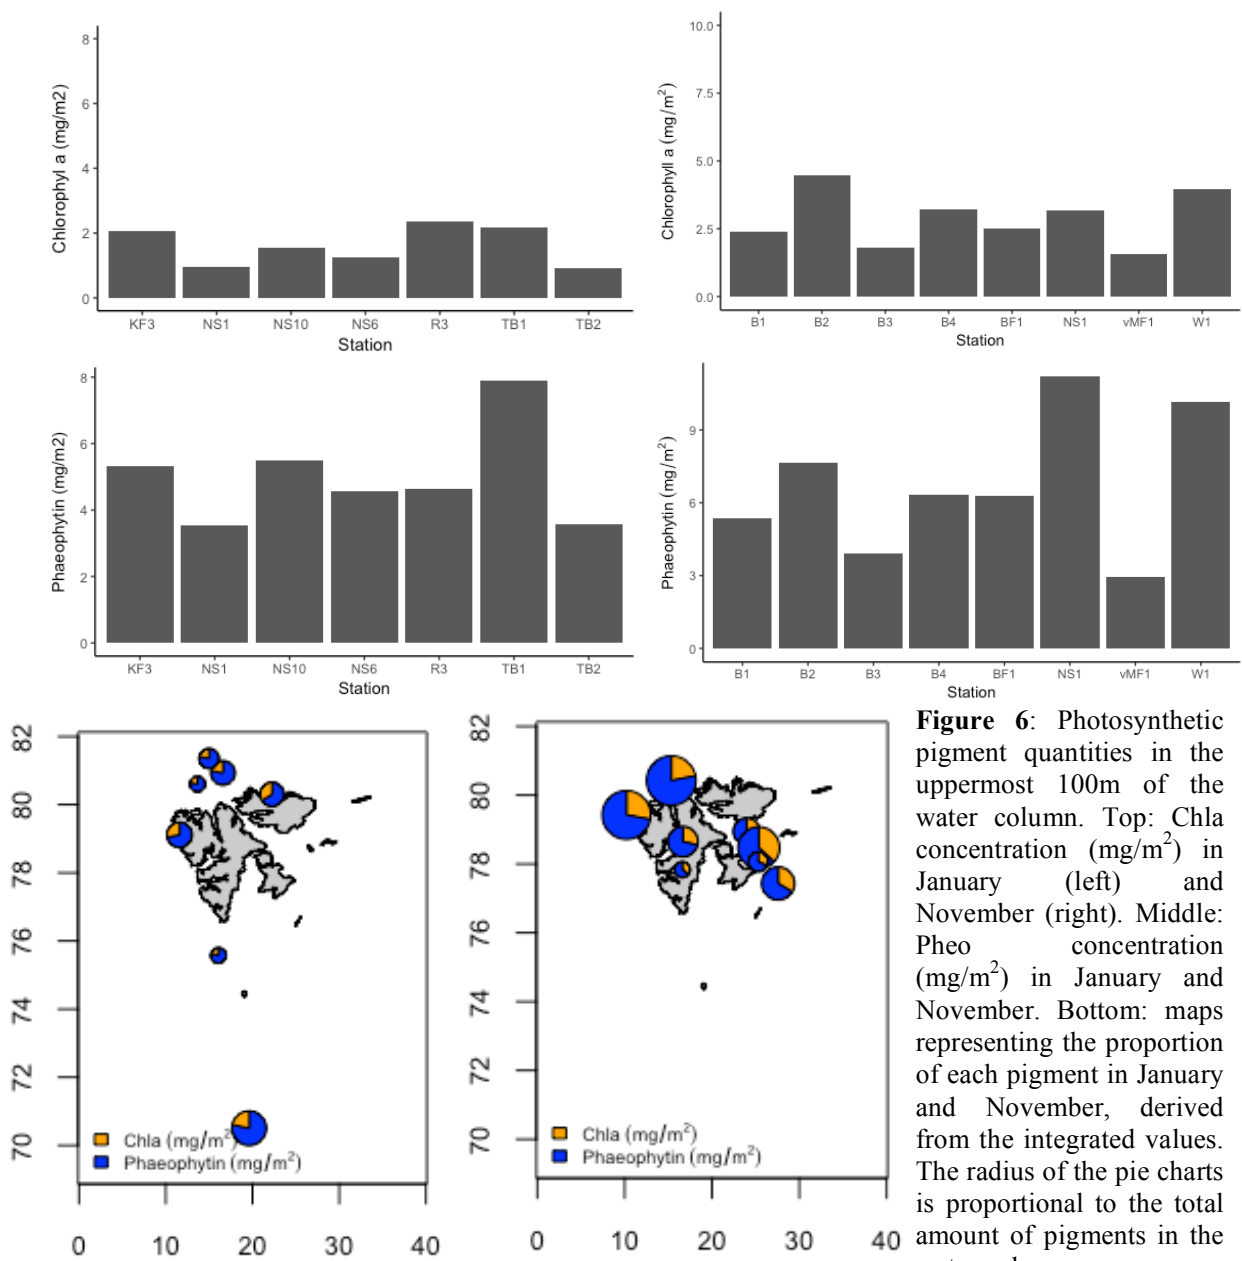 8
6
4
2
0
Chlorophyl a (mg/m2)
KF3 NS1 NS10 NS6 R3 TB1 TB2
Station
10.0
7.5
5.0
2.5
0.0
Chlorophyll a (mg/m²)
B1 B2 B3 B4 BF1 NS1 vMF1 W1
Station
8
6
4
2
0
Phaeophytin (mg/m2)
KF3 NS1 NS10 NS6 R3 TB1 TB2
Station
9
6
3
0
Phaeophytin (mg/m²)
B1 B2 B3 B4 BF1 NS1 vMF1 W1
Station
82
80
78
76
74
72
70
Chla (mg/m²)
Phaeophytin (mg/m²)
0 10 20 30 40
82
80
78
76
74
72
70
Chla (mg/m²)
Phaeophytin (mg/m²)
0 10 20 30 40
Figure 6: Photosynthetic
pigment quantities in the
uppermost 100m of the
water column. Top: Chla
concentration (mg/m²) in
January (left) and
November (right). Middle:
Pheo concentration
(mg/m²) in January and
November. Bottom: maps
representing the proportion
of each pigment in January
and November, derived
from the integrated values.
The radius of the pie charts
is proportional to the total
amount of pigments in the